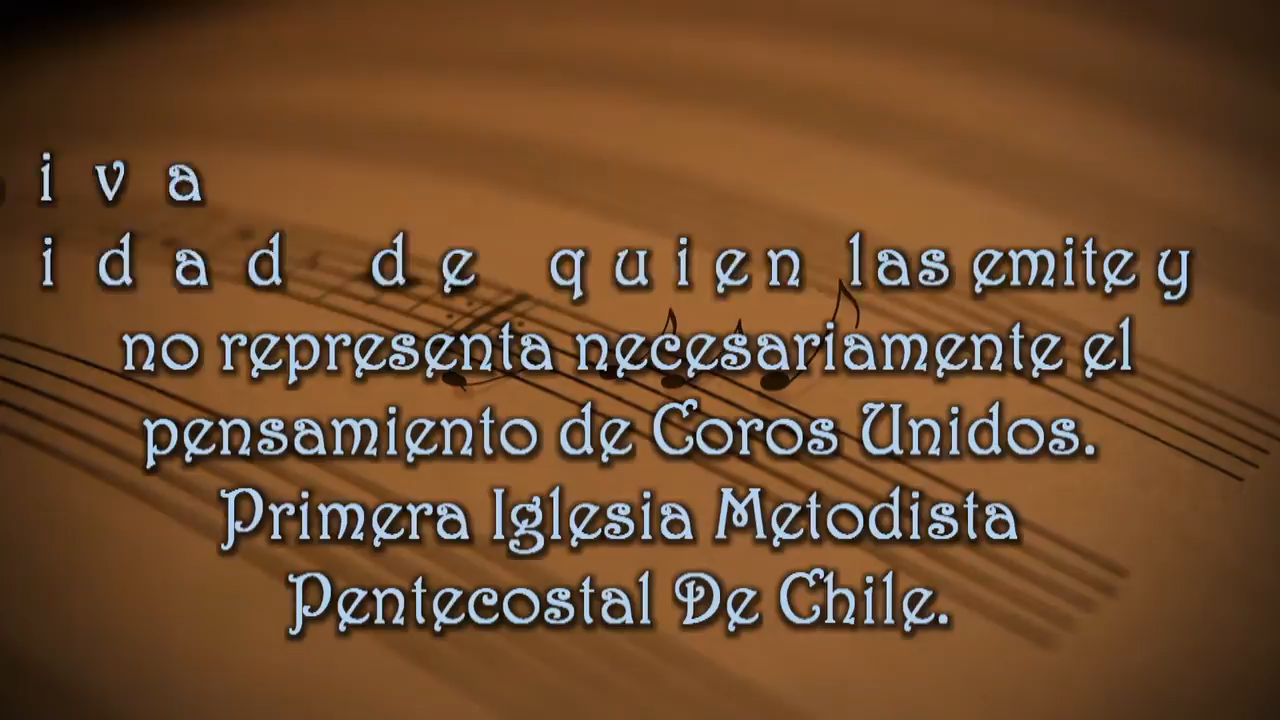 i v a
i d a d d e q u i e n las emite y
no representa necesariamente el
pensamiento de Coros Unidos.
Primera Iglesia Metodista
Pentecostal De Chile.